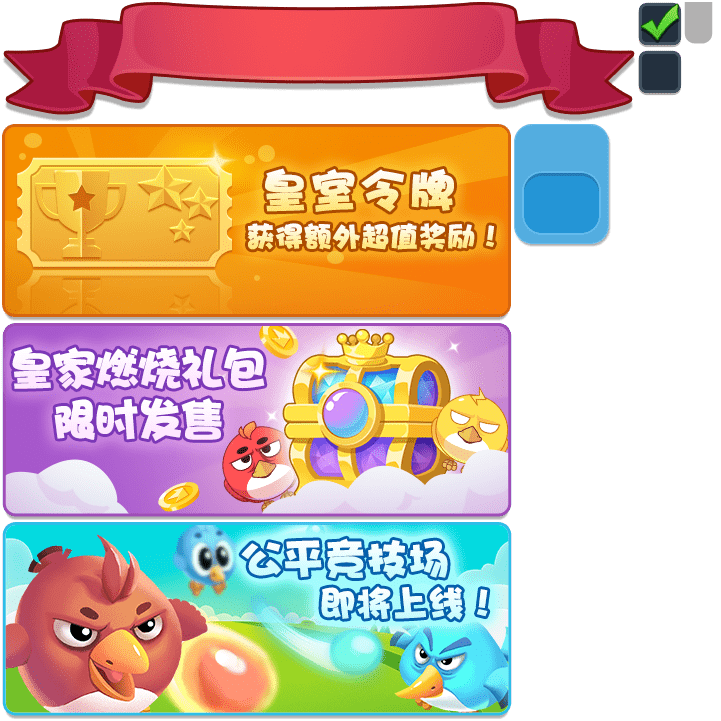 皇室令牌
获得额外超值奖励！
皇家燃烧礼包
限时发售
公平竞技场
即将上线！